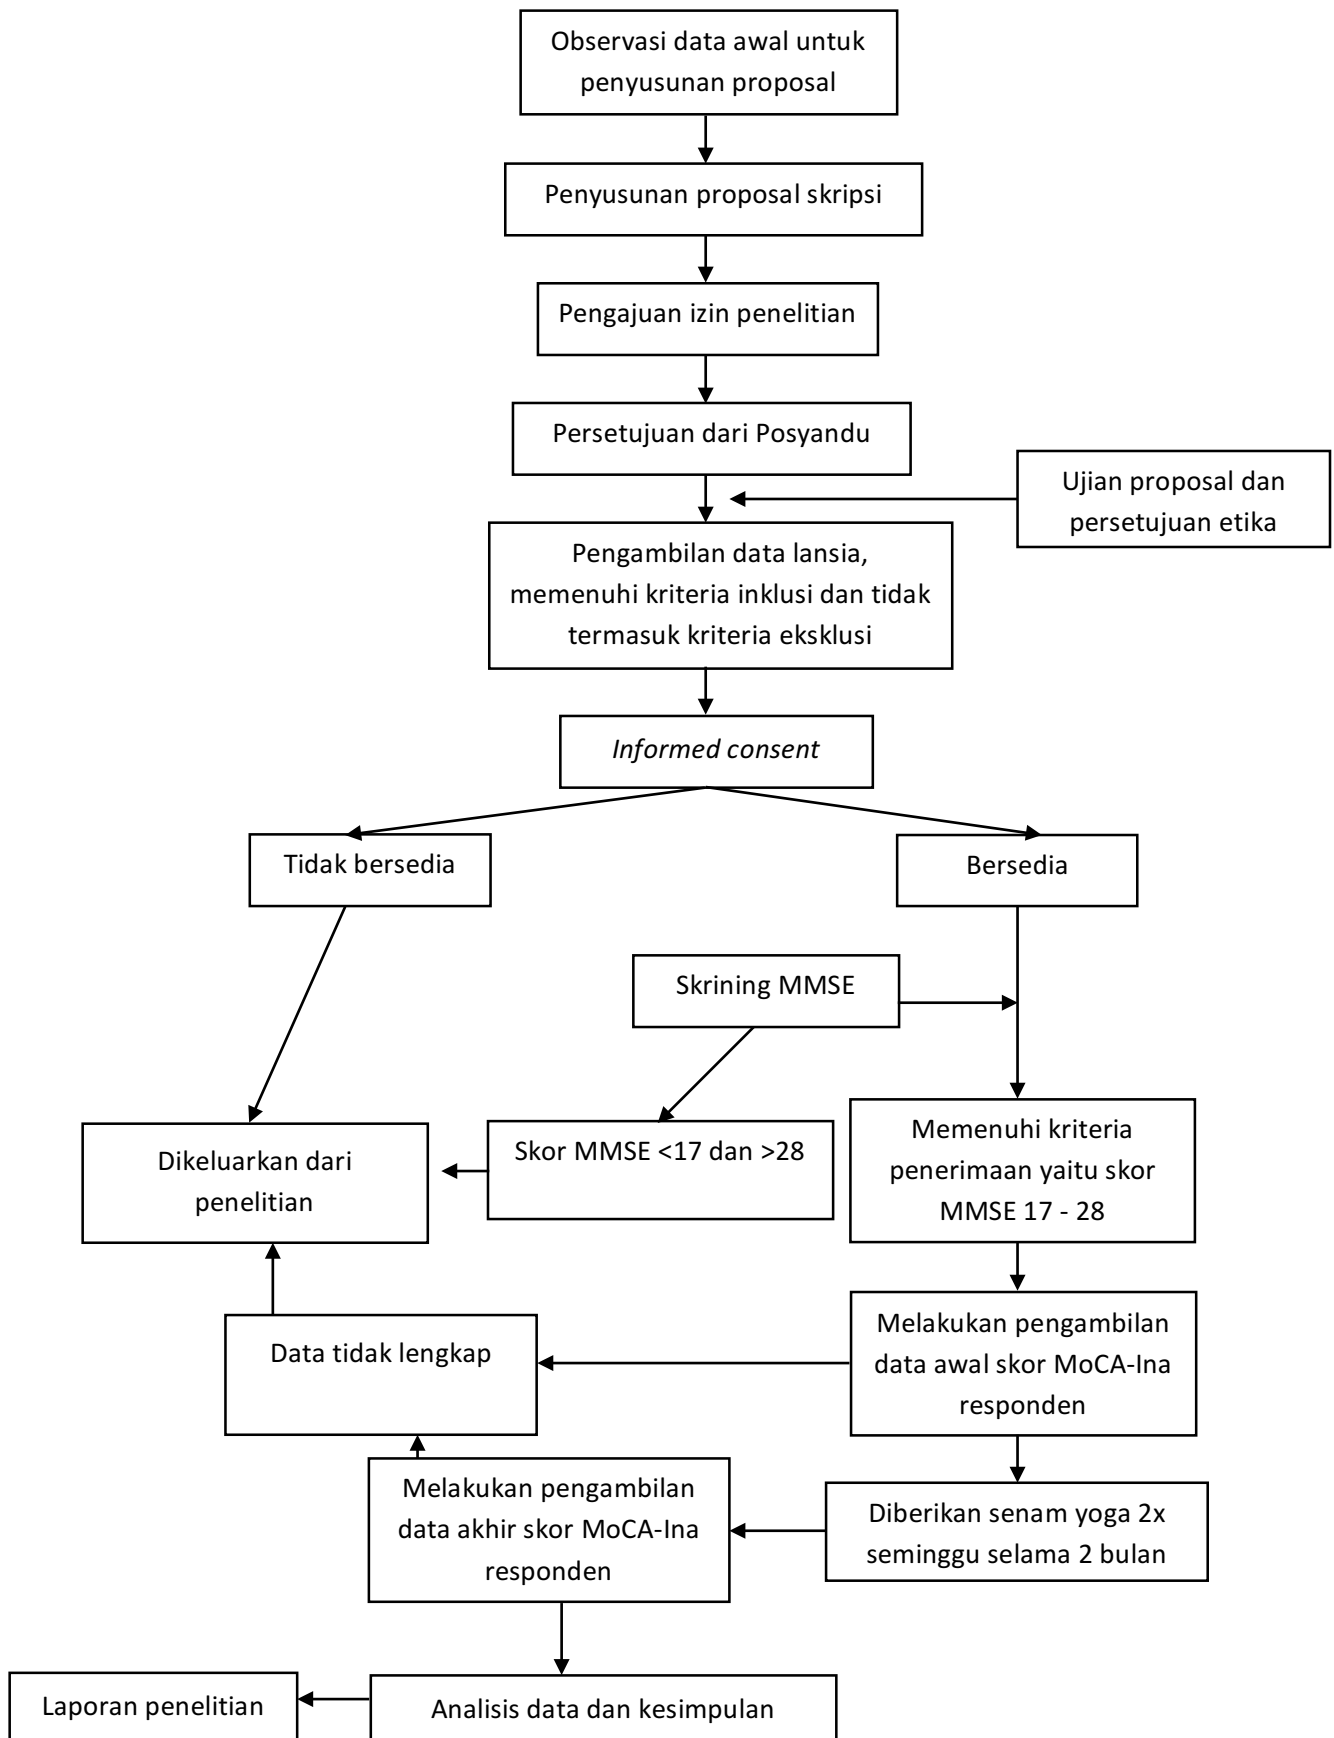 Observasi data awal untuk
penyusunan proposal
Penyusunan proposal skripsi
Pengajuan izin penelitian
Persetujuan dari Posyandu
Ujian proposal dan
persetujuan etika
Pengambilan data lansia,
memenuhi kriteria inklusi dan tidak
termasuk kriteria eksklusi
Informed consent
Tidak bersedia
Bersedia
Skrining MMSE
Dikeluarkan dari
penelitian
Skor MMSE <17 dan >28
Memenuhi kriteria
penerimaan yaitu skor
MMSE 17 - 28
Data tidak lengkap
Melakukan pengambilan
data awal skor MoCA-Ina
responden
Melakukan pengambilan
data akhir skor MoCA-Ina
responden
Diberikan senam yoga 2x
seminggu selama 2 bulan
Laporan penelitian
Analisis data dan kesimpulan